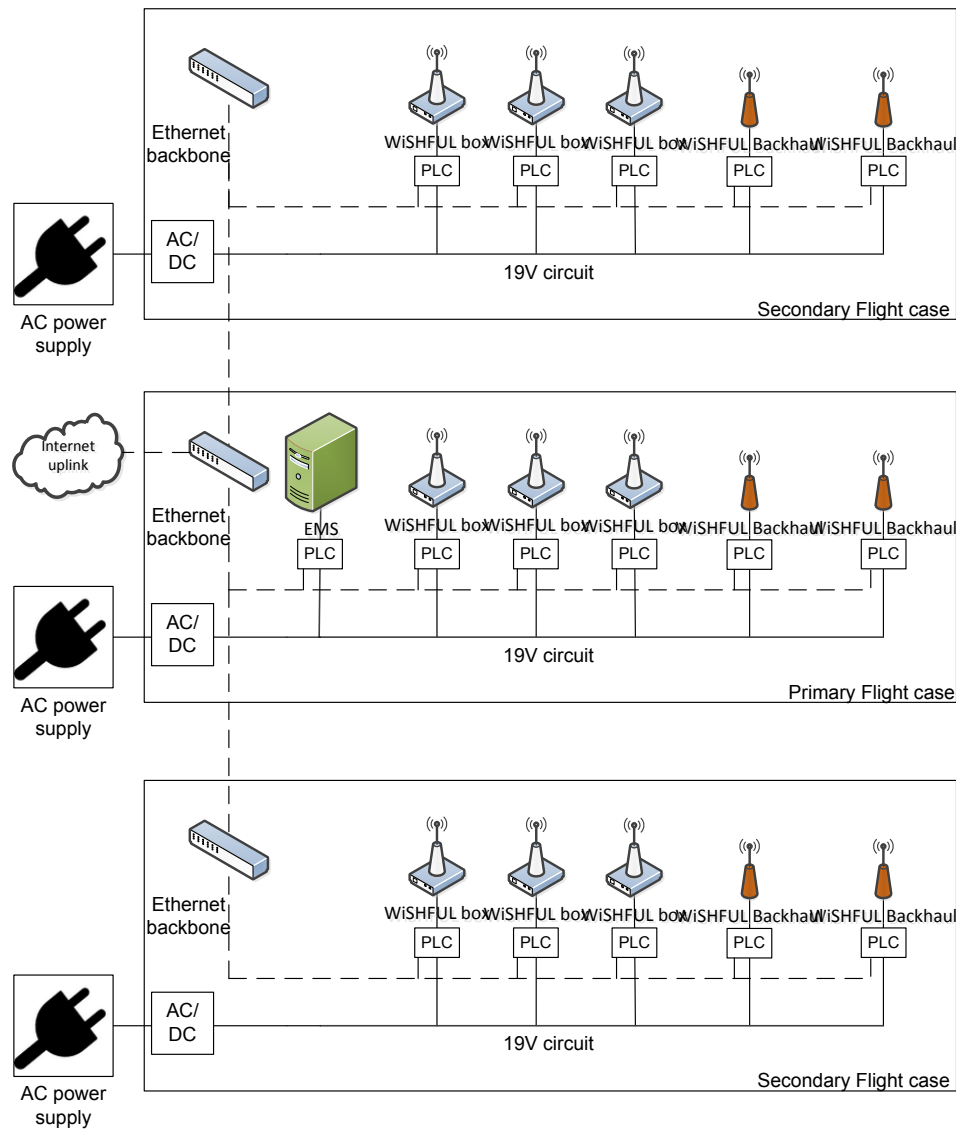 Ethernet
backbone
WiSHFUL box
WiSHFUL box
WiSHFUL box
WiSHFUL Backhaul
WiSHFUL Backhaul
PLC
PLC
PLC
PLC
PLC
AC/
DC
19V circuit
AC power
supply
Secondary Flight case
Internet
uplink
Ethernet
backbone
EMS
WiSHFUL box
WiSHFUL box
WiSHFUL box
WiSHFUL Backhaul
WiSHFUL Backhaul
PLC
PLC
PLC
PLC
PLC
PLC
AC/
DC
19V circuit
AC power
supply
Primary Flight case
Ethernet
backbone
WiSHFUL box
WiSHFUL box
WiSHFUL box
WiSHFUL Backhaul
WiSHFUL Backhaul
PLC
PLC
PLC
PLC
PLC
AC/
DC
19V circuit
AC power
supply
Secondary Flight case